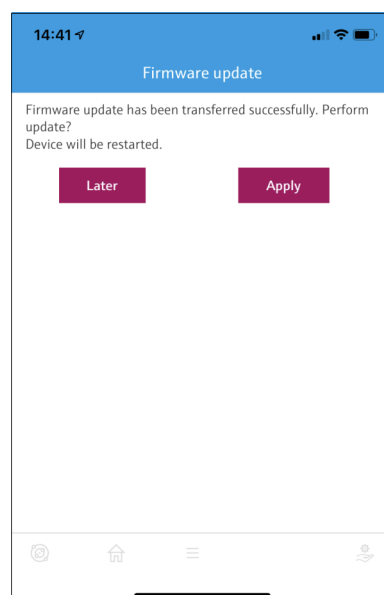 14:41
Firmware update
Firmware update has been transferred successfully. Perform
update?
Device will be restarted.
Later Apply